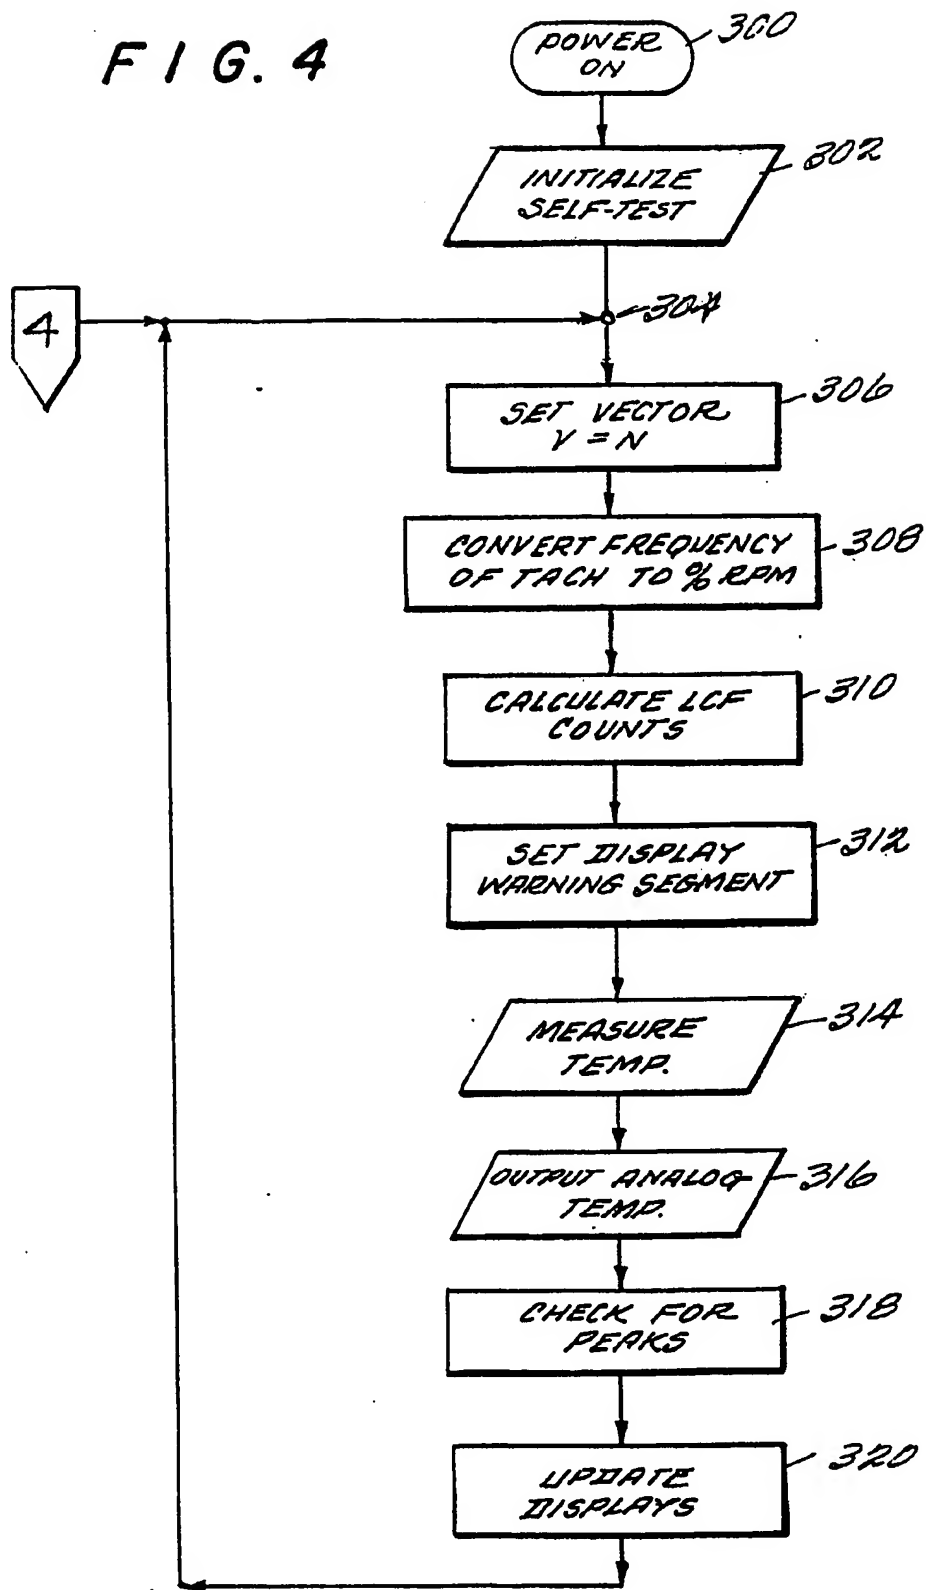 FIG. 4
POWER
ON
300
INITIALIZE
SELF-TEST
302
4
304
SET VECTOR
V = N
306
CONVERT FREQUENCY
OF TACH TO % RPM
308
CALCULATE LCF
COUNTS
310
SET DISPLAY
WARNING SEGMENT
312
MEASURE
TEMP.
314
OUTPUT ANALOG
TEMP.
316
CHECK FOR
PEAKS
318
UPDATE
DISPLAYS
320